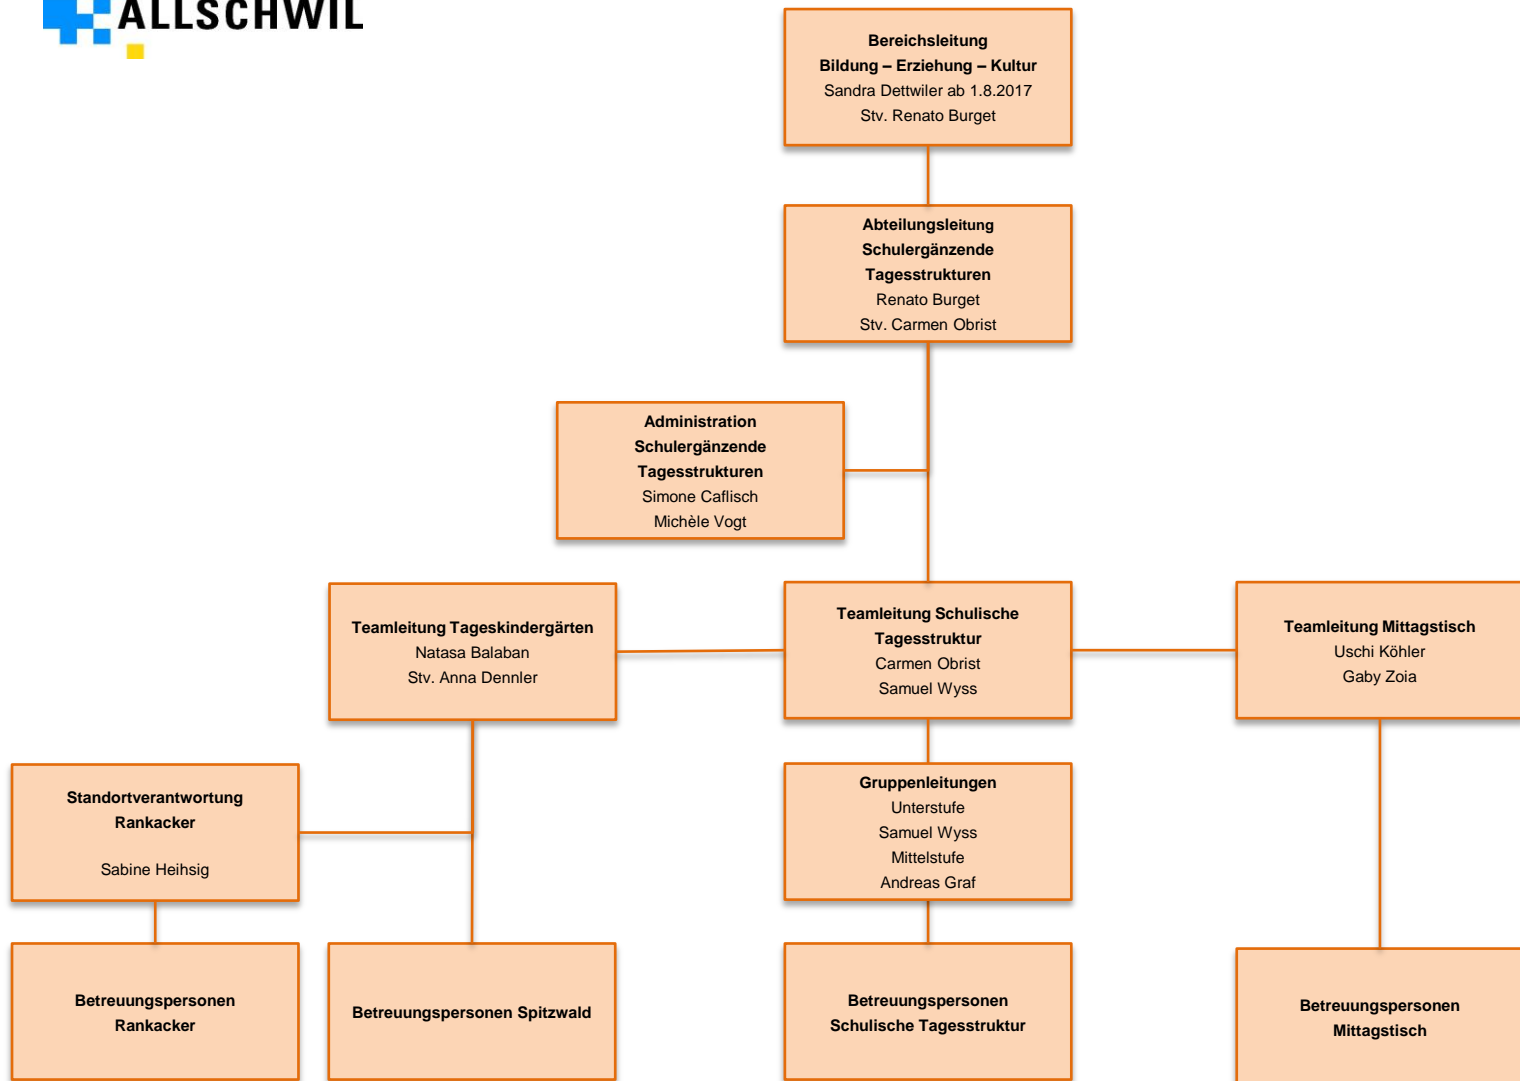 ALLSCHWIL
Bereichsleitung
Bildung – Erziehung – Kultur
Sandra Dettwiler ab 1.8.2017
Stv. Renato Burget
Abteilungsleitung
Schulergänzende
Tagesstrukturen
Renato Burget
Stv. Carmen Obrist
Administration
Schulergänzende
Tagesstrukturen
Simone Caflisch
Michèle Vogt
Teamleitung Tageskindergärten
Natasa Balaban
Stv. Anna Dennler
Teamleitung Schulische
Tagesstruktur
Carmen Obrist
Samuel Wyss
Teamleitung Mittagstisch
Uschi Köhler
Gaby Zoia
Standortverantwortung
Rankacker
Sabine Heihsig
Gruppenleitungen
Unterstufe
Samuel Wyss
Mittelstufe
Andreas Graf
Betreuungspersonen
Rankacker
Betreuungspersonen Spitzwald
Betreuungspersonen
Schulische Tagesstruktur
Betreuungspersonen
Mittagstisch